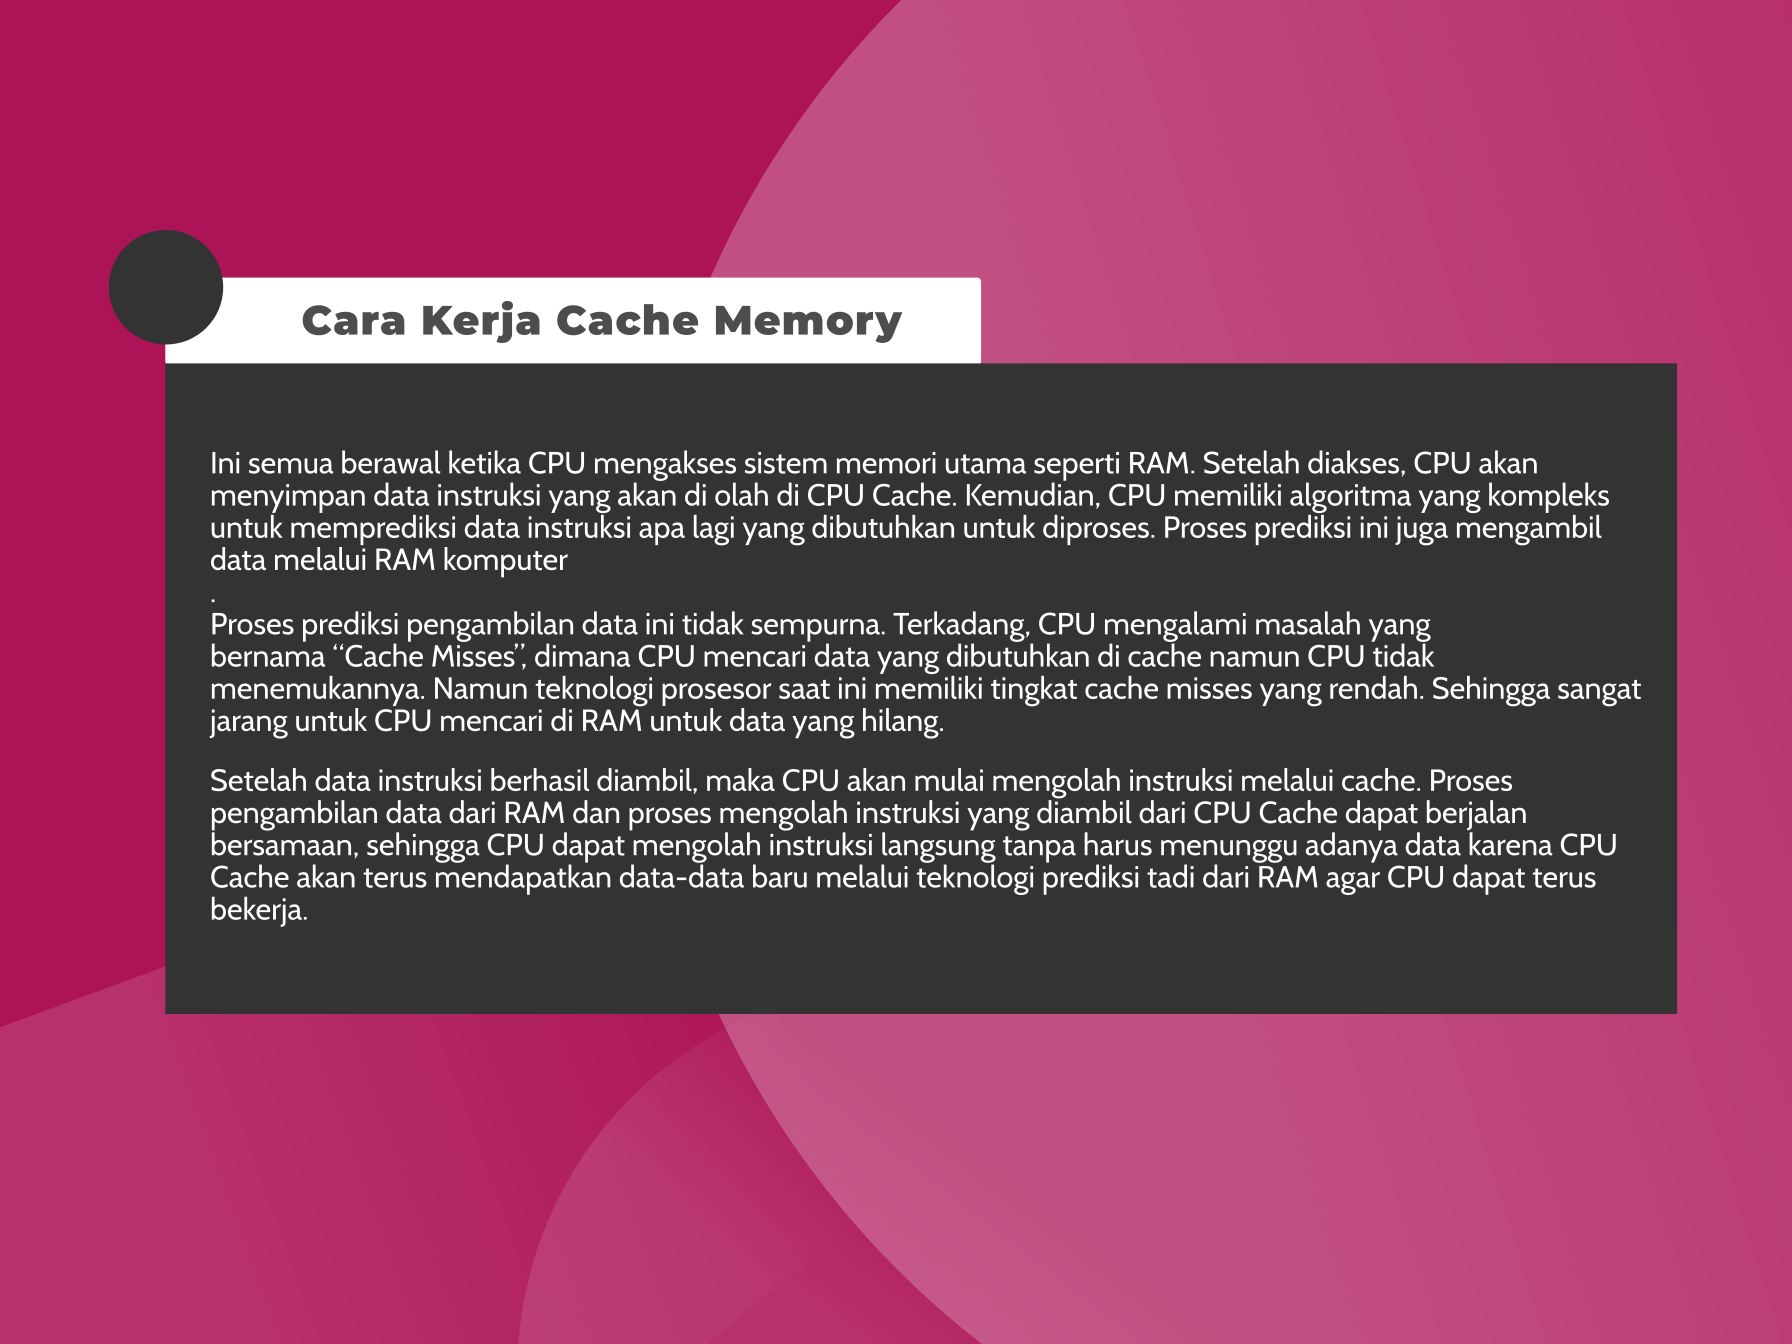 Cara Kerja Cache Memory
Ini semua berawal ketika CPU mengakses sistem memori utama seperti RAM. Setelah diakses, CPU akan
menyimpan data instruksi yang akan di olah di CPU Cache. Kemudian, CPU memiliki algoritma yang kompleks
untuk memprediksi data instruksi apa lagi yang dibutuhkan untuk diproses. Proses prediksi ini juga mengambil
data melalui RAM komputer
.
Proses prediksi pengambilan data ini tidak sempurna. Terkadang, CPU mengalami masalah yang
bernama “Cache Misses”, dimana CPU mencari data yang dibutuhkan di cache namun CPU tidak
menemukannya. Namun teknologi prosesor saat ini memiliki tingkat cache misses yang rendah. Sehingga sangat
jarang untuk CPU mencari di RAM untuk data yang hilang.
Setelah data instruksi berhasil diambil, maka CPU akan mulai mengolah instruksi melalui cache. Proses
pengambilan data dari RAM dan proses mengolah instruksi yang diambil dari CPU Cache dapat berjalan
bersamaan, sehingga CPU dapat mengolah instruksi langsung tanpa harus menunggu adanya data karena CPU
Cache akan terus mendapatkan data-data baru melalui teknologi prediksi tadi dari RAM agar CPU dapat terus
bekerja.